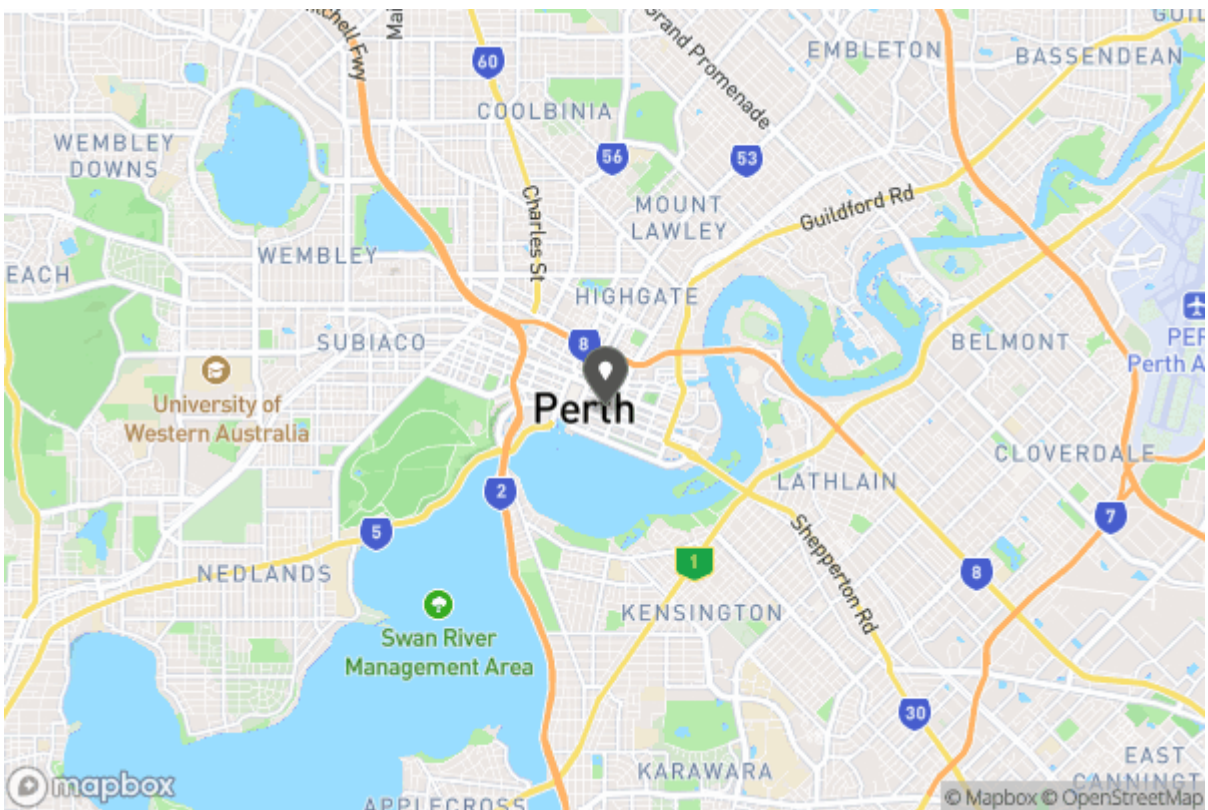 Mitchell Fwy
60
Grand Promenade
EMBLETON
BASSENDEAN
COOLBINIA
WEMBLEY
DOWNS
56
53
MOUNT
LAWLEY
Guildford Rd
Charles St
EACH
WEMBLEY
HIGHGATE
SUBIACO
8
BELMONT
PER
Perth A
University of
Western Australia
Perth
CLOVERDALE
LATHLAIN
2
5
7
Shepperton Rd
1
8
NEDLANDS
KENSINGTON
Swan River
Management Area
30
KARAWARA
EAST
CANNINGT
APPLECROSS
mapbox
© Mapbox © OpenStreetMap